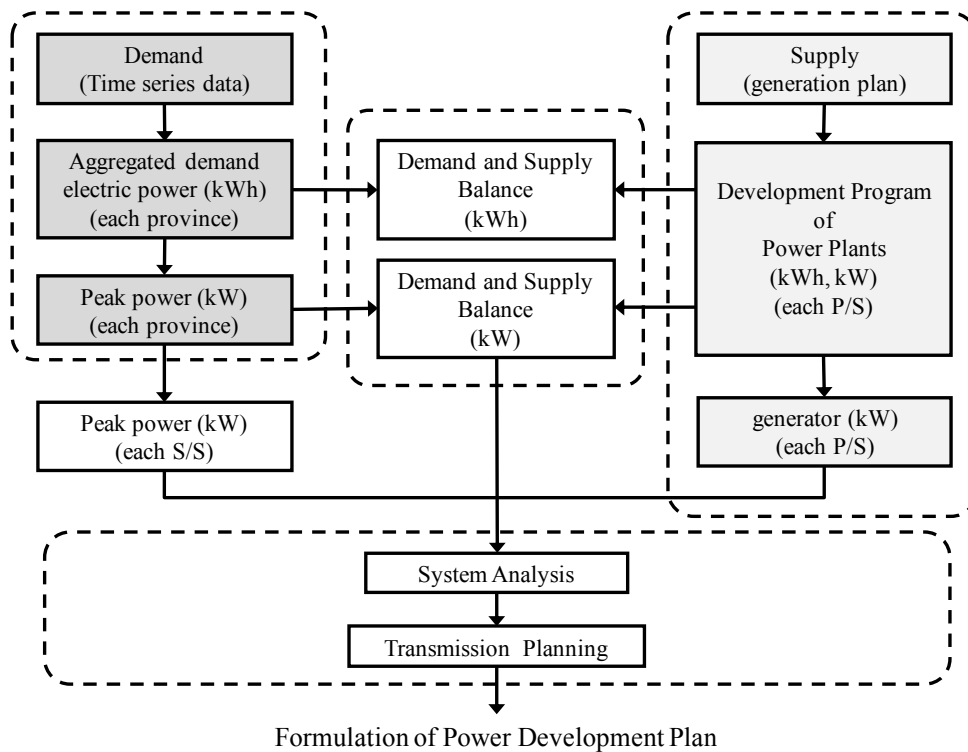 Demand
(Time series data)
Aggregated demand
electric power (kWh)
(each province)
Peak power (kW)
(each province)
Peak power (kW)
(each S/S)
Demand and Supply
Balance
(kWh)
Demand and Supply
Balance
(kW)
Supply
(generation plan)
Development Program
of
Power Plants
(kWh, kW)
(each P/S)
generator (kW)
(each P/S)
System Analysis
Transmission Planning
Formulation of Power Development Plan